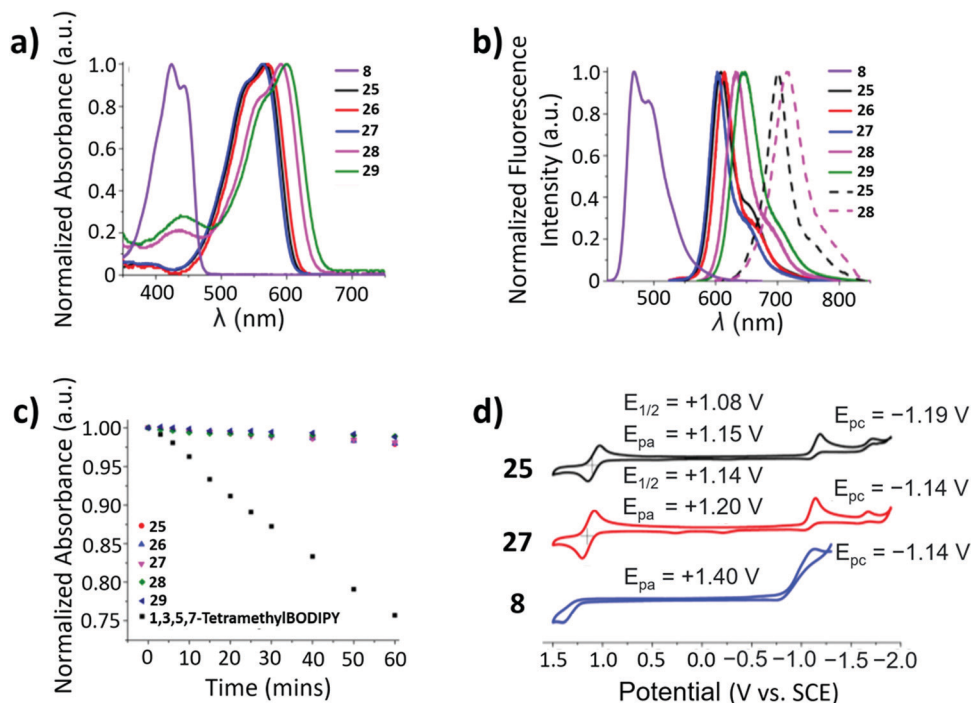 a)
Normalized Absorbance (a.u.)
1.0
0.8
0.6
0.4
0.2
0
400 500 600 700
λ (nm)
8
25
26
27
28
29
b)
Normalized Fluorescence
Intensity (a.u.)
1.0
0.8
0.6
0.4
0.2
0
500 600 700 800
λ (nm)
8
25
26
27
28
29
25
28
c)
Normalized Absorbance (a.u.)
1.00
0.95
0.90
0.85
0.80
0.75
0 10 20 30 40 50 60
Time (mins)
25
26
27
28
29
1,3,5,7-TetramethylBODIPY
d)
E1/2 = +1.08 V
Epc = −1.19 V
Epa = +1.15 V
25
E1/2 = +1.14 V
Epc = −1.14 V
Epa = +1.20 V
27
Epc = −1.14 V
Epa = +1.40 V
8
1.5 1.0 0.5 0.0 −0.5 −1.0 −1.5 −2.0
Potential (V vs. SCE)